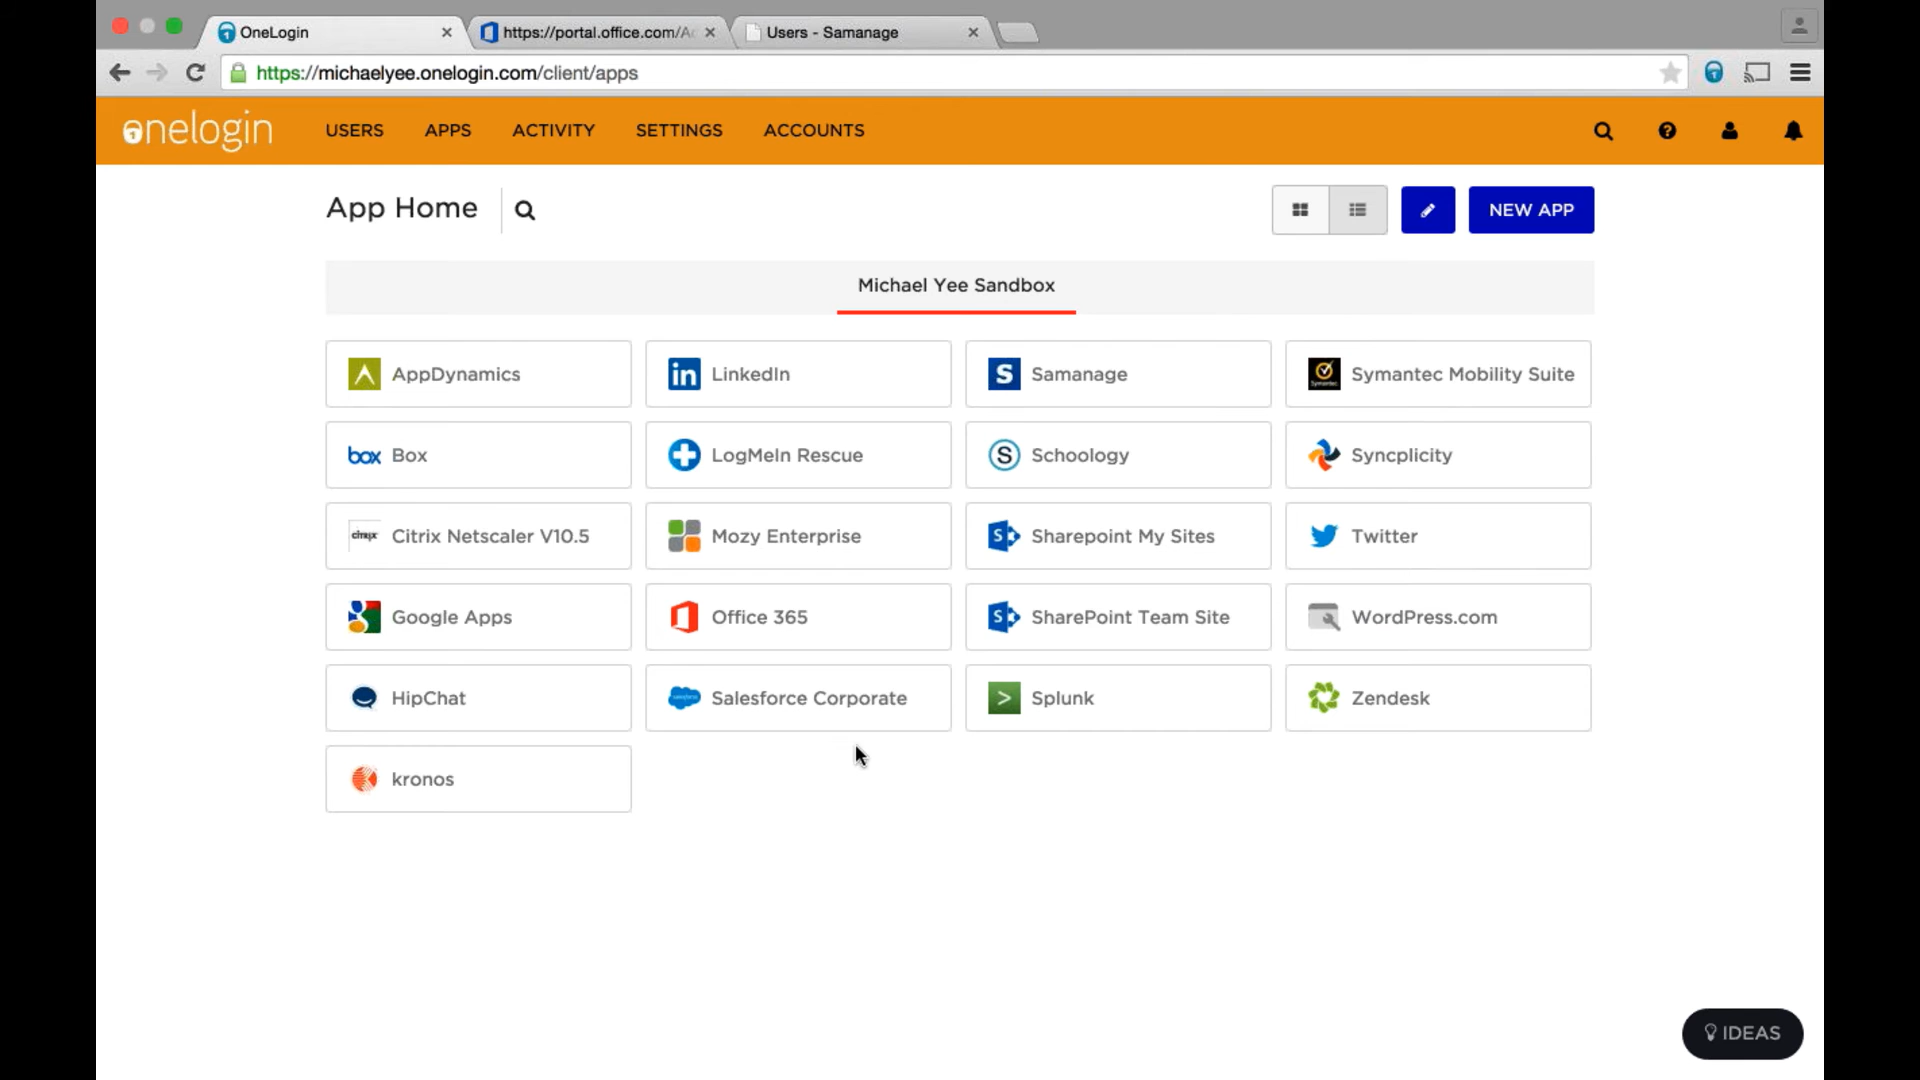 OneLogin
https://portal.office.com/A
Users - Samanage
https://michaelyee.onelogin.com/client/apps
onelogin USERS APPS ACTIVITY SETTINGS ACCOUNTS
App Home NEW APP
Michael Yee Sandbox
AppDynamics LinkedIn Samanage Symantec Mobility Suite
box Box LogMeIn Rescue Schoology Syncplicity
citrix Citrix Netscaler V10.5 Mozy Enterprise Sharepoint My Sites Twitter
Google Apps Office 365 SharePoint Team Site WordPress.com
HipChat Salesforce Corporate Splunk Zendesk
kronos
IDEAS